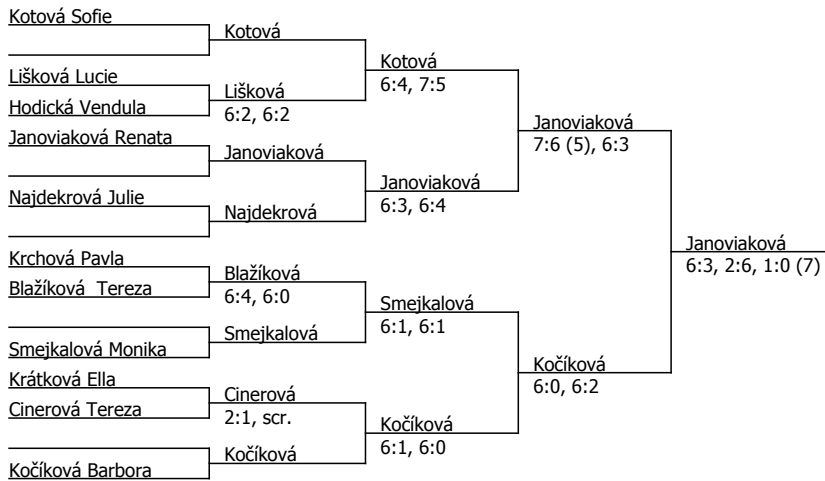 Kotová Sofie
Kotová
Kotová
6:4, 7:5
Lišková Lucie
Lišková
6:2, 6:2
Hodická Vendula
Janoviaková
7:6 (5), 6:3
Janoviaková Renata
Janoviaková
Janoviaková
6:3, 6:4
Najdekrová Julie
Najdekrová
Janoviaková
6:3, 2:6, 1:0 (7)
Krchová Pavla
Blažíková
6:4, 6:0
Blažíková  Tereza
Smejkalová
6:1, 6:1
Smejkalová
Smejkalová Monika
Kočíková
6:0, 6:2
Krátková Ella
Cinerová
2:1, scr.
Cinerová Tereza
Kočíková
6:1, 6:0
Kočíková
Kočíková Barbora